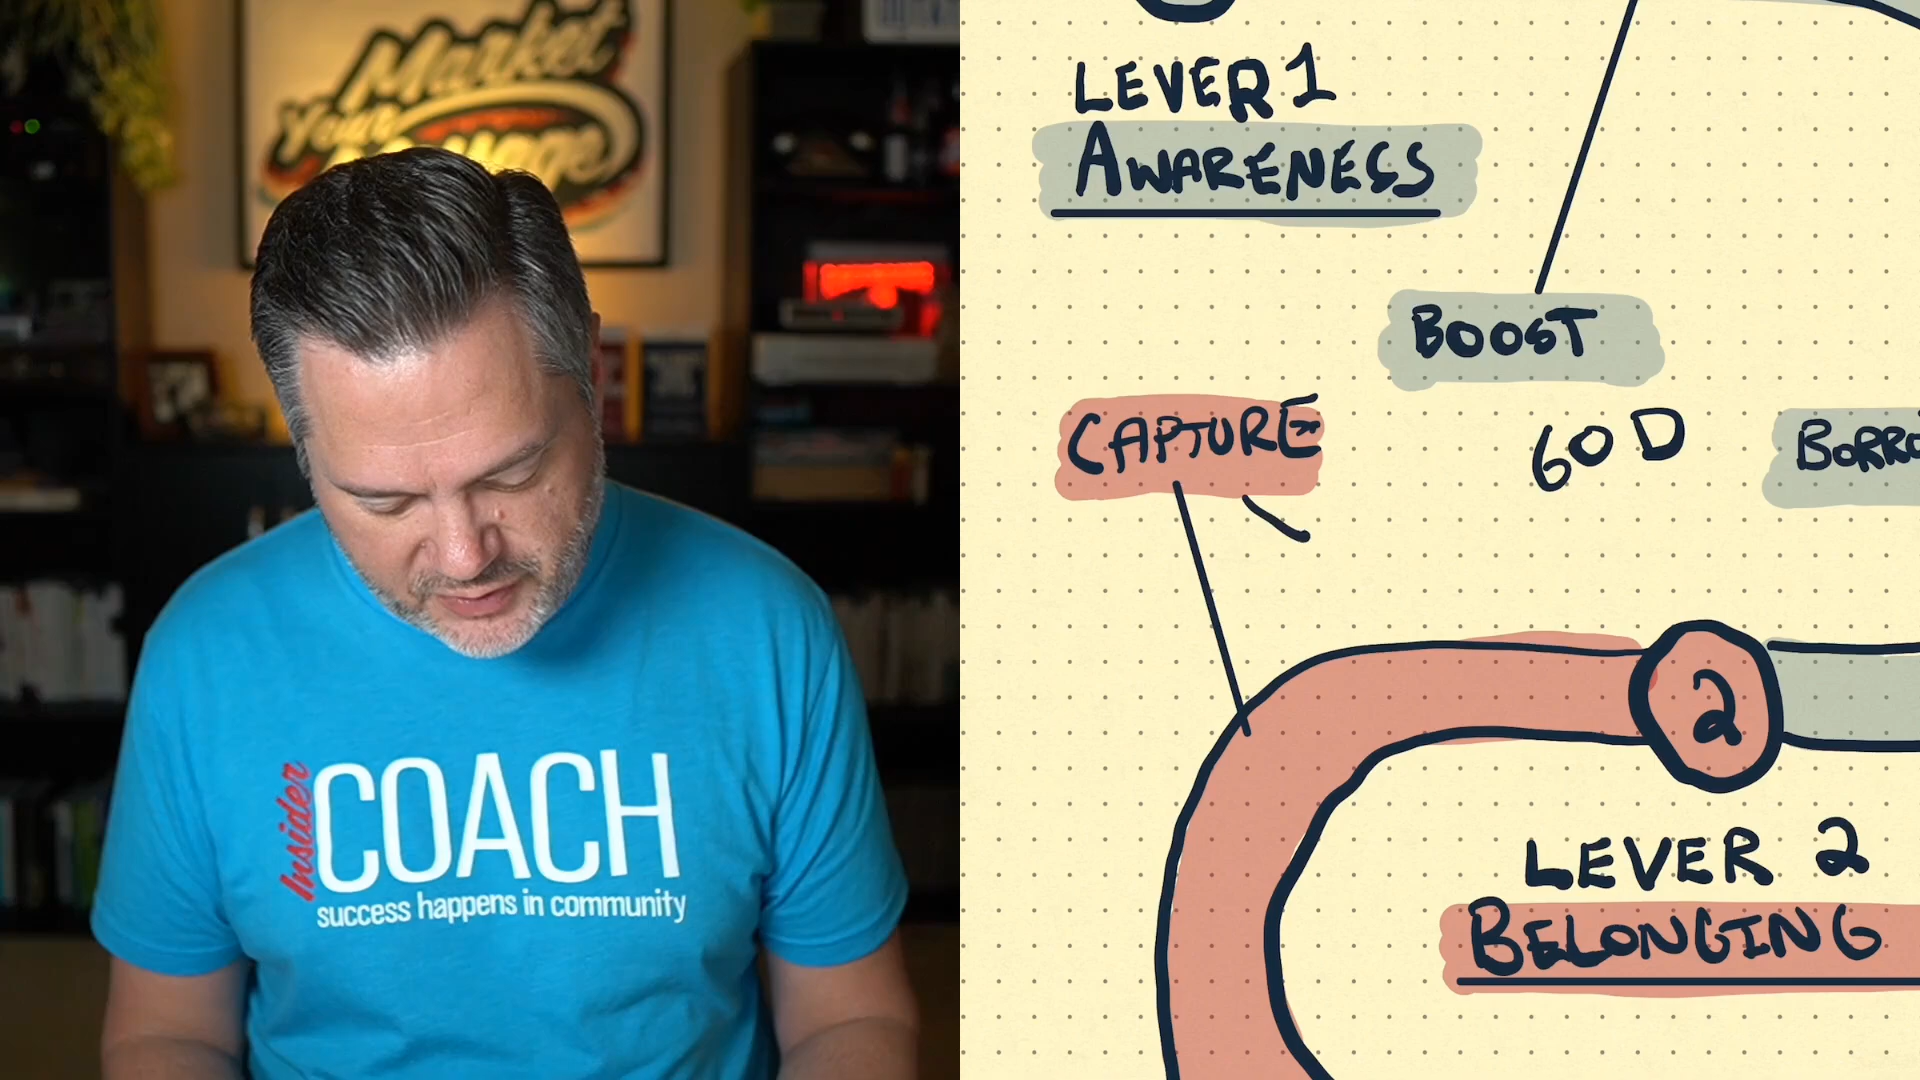 Market
Your
Insider
COACH
success happens in community
LEVER 1
AWARENESS
BOOST
CAPTURE
60 D
2
LEVER 2
BELONGING